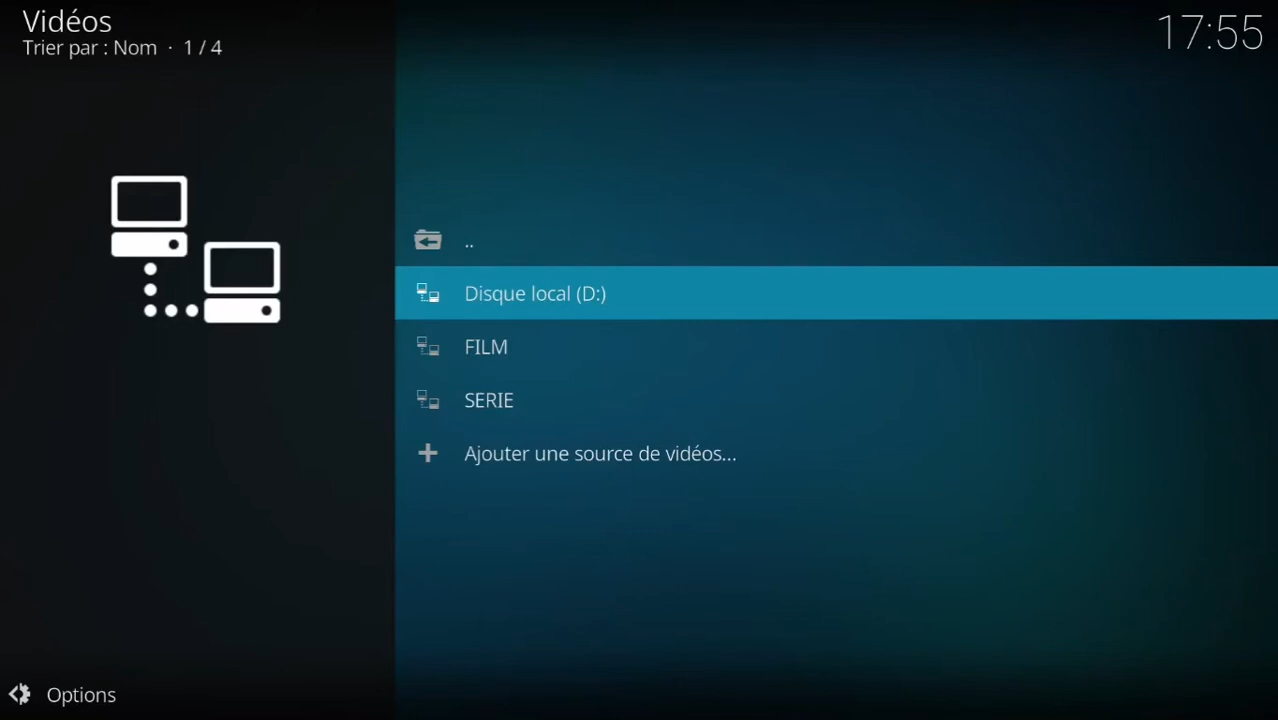 Vidéos
Trier par : Nom · 1 / 4
17:55
..
Disque local (D:)
FILM
SERIE
Ajouter une source de vidéos...
Options